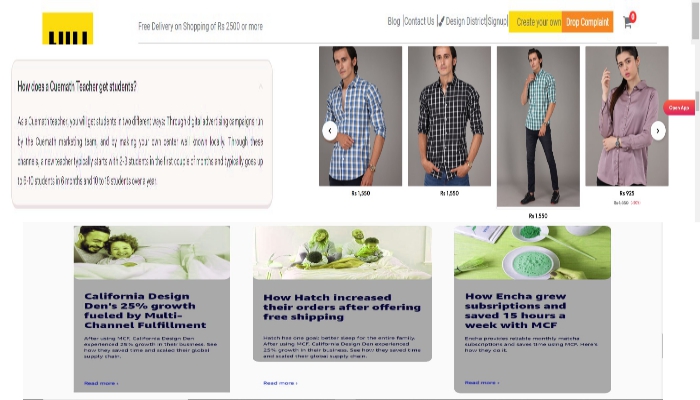 Free Delivery on Shopping of Rs 2500 or more
Blog |Contact Us | Design District|Signup| Create your own Drop Complaint
0
How does a Cuemath Teacher get students?
As a Cuemath teacher, you will get students in two different ways: Through digital advertising campaigns run
by the Cuemath marketing team, and by making your own center well known locally. Through these
channels, a new teacher typically starts with 2-3 students in the first couple of months and typically goes up
to 6-10 students in 6 months and 10 to 15 students over a year.
Open App
Rs 1,550
Rs 1,550
Rs 1,550
Rs 925
California Design
Den's 25% growth
fueled by Multi-
Channel Fulfillment
After using MCF, California Design Den
experienced 25% growth in their business. See
how they saved time and scaled their global
supply chain.
Read more ›
How Hatch increased
their orders after offering
free shipping
Hatch has one goal: better sleep for the entire family.
After using MCF, California Design Den experienced
25% growth in their business. See how they saved time
and scaled their global supply chain.
Read more ›
How Encha grew
subsriptions and
saved 15 hours a
week with MCF
Encha provides reliable monthly matcha
subscriptions and saves time using MCF. Here's
how they do it.
Read more ›